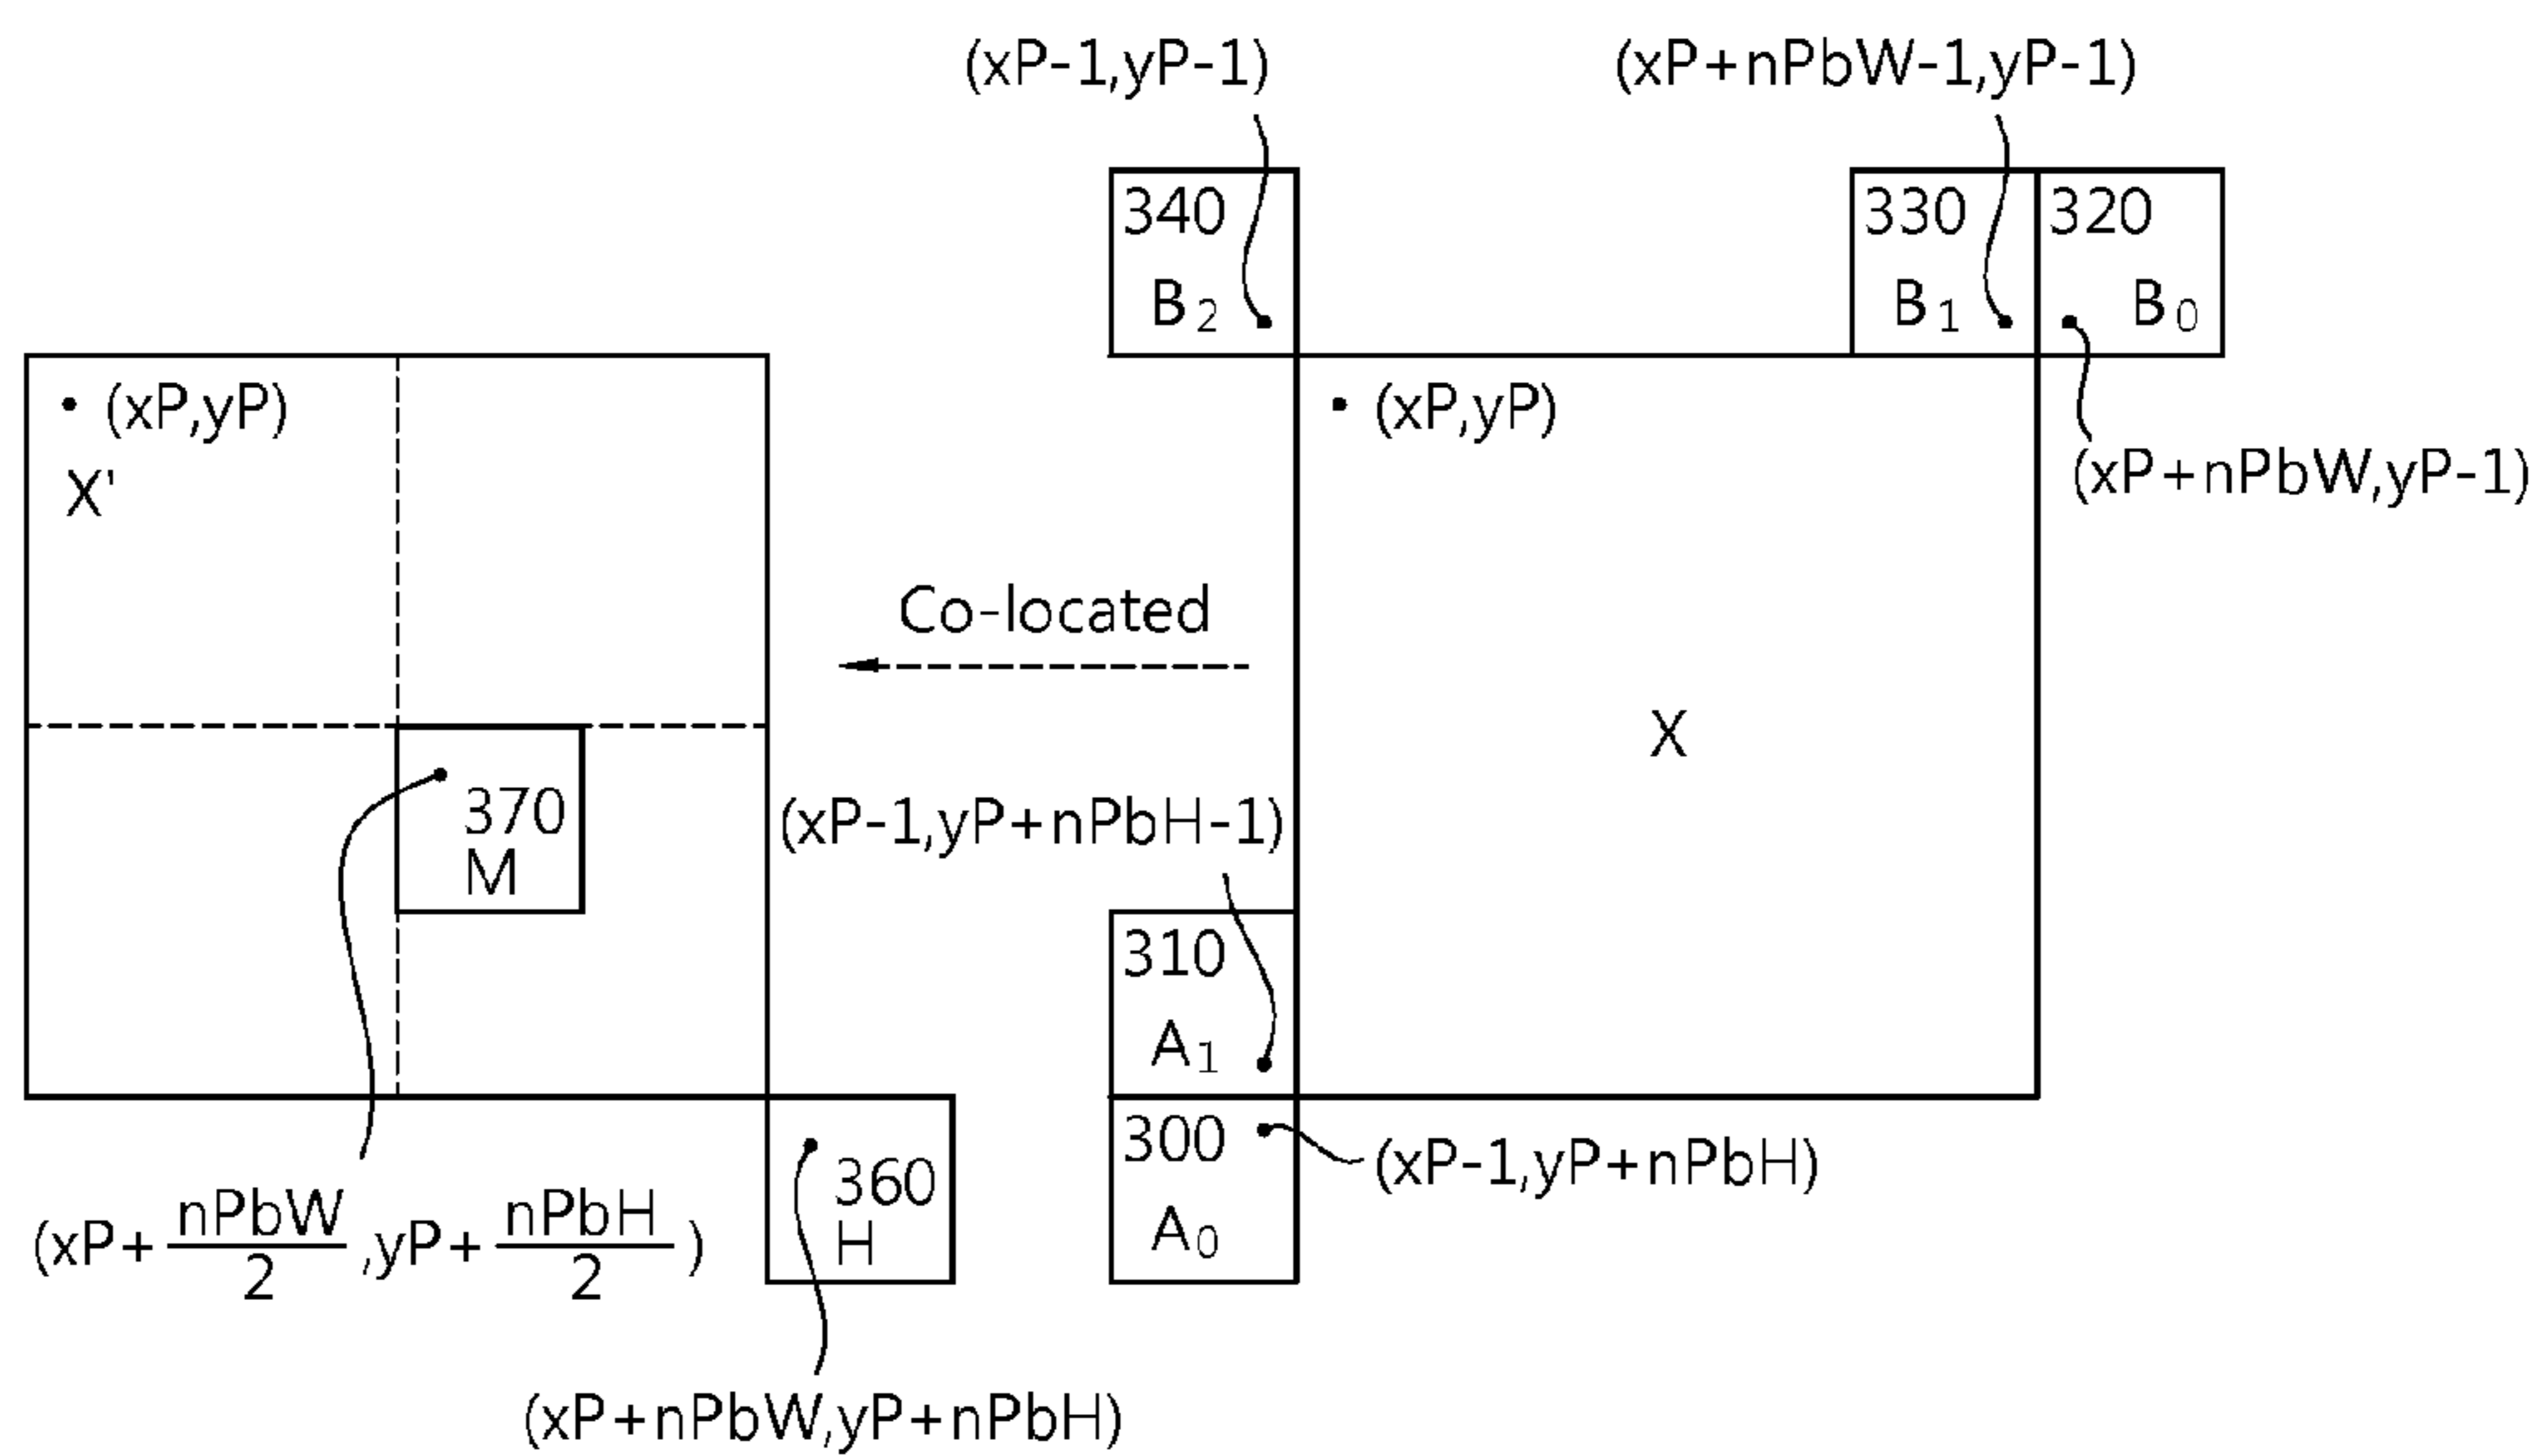 (xP-1,yP-1)
(xP+nPbW-1,yP-1)
340
B2
330
B1
320
B0
(xP+nPbW,yP-1)
(xP,yP)
X'
(xP,yP)
Co-located
X
370
M
(xP-1,yP+nPbH-1)
310
A1
300
A0
(xP-1,yP+nPbH)
360
H
(xP+nPbW/2,yP+nPbH/2)
(xP+nPbW,yP+nPbH)